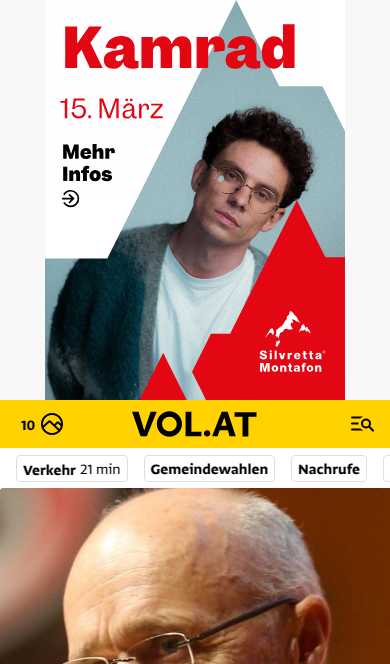 Kamrad
15. März
Mehr
Infos
Silvretta
Montafon
10 VOL.AT
Verkehr 21 min Gemeindewahlen Nachrufe